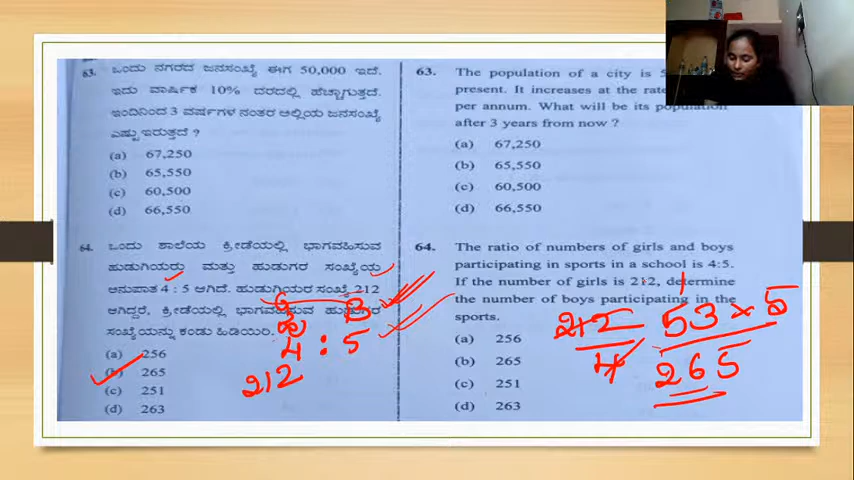 63. ಒಂದು ನಗರದ ಜನಸಂಖ್ಯೆ ಈಗ 50,000 ಇದೆ.
ಇದು ವಾರ್ಷಿಕ 10% ದರದಲ್ಲಿ ಹೆಚ್ಚಾಗುತ್ತದೆ.
ಇಂದಿನಿಂದ 3 ವರ್ಷಗಳ ನಂತರ ಅಲ್ಲಿಯ ಜನಸಂಖ್ಯೆ
ಎಷ್ಟು ಇರುತ್ತದೆ ?
(a) 67,250
(b) 65,550
(c) 60,500
(d) 66,550
64. ಒಂದು ಶಾಲೆಯ ಕ್ರೀಡೆಯಲ್ಲಿ ಭಾಗವಹಿಸುವ
ಹುಡುಗಿಯರು ಮತ್ತು ಹುಡುಗರ ಸಂಖ್ಯೆಯ
ಅನುಪಾತ 4 : 5 ಆಗಿದೆ. ಹುಡುಗಿಯರ ಸಂಖ್ಯೆ 212
ಆಗಿದ್ದರೆ, ಕ್ರೀಡೆಯಲ್ಲಿ ಭಾಗವಹಿಸುವ ಹುಡುಗರ
ಸಂಖ್ಯೆಯನ್ನು ಕಂಡು ಹಿಡಿಯಿರಿ.
(a) 256
(b) 265
(c) 251
(d) 263
G B
4 : 5
212
63. The population of a city is
present. It increases at the rate
per annum. What will be its population
after 3 years from now ?
(a) 67,250
(b) 65,550
(c) 60,500
(d) 66,550
64. The ratio of numbers of girls and boys
participating in sports in a school is 4:5.
If the number of girls is 212, determine
the number of boys participating in the
sports.
(a) 256
(b) 265
(c) 251
(d) 263
212 53 × 5
4
265